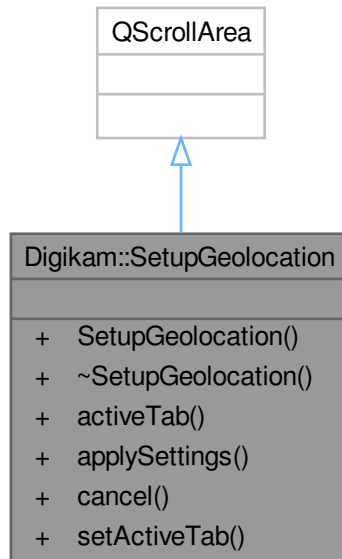 QScrollArea
Digikam::SetupGeolocation
+ SetupGeolocation()
+ ~SetupGeolocation()
+ activeTab()
+ applySettings()
+ cancel()
+ setActiveTab()